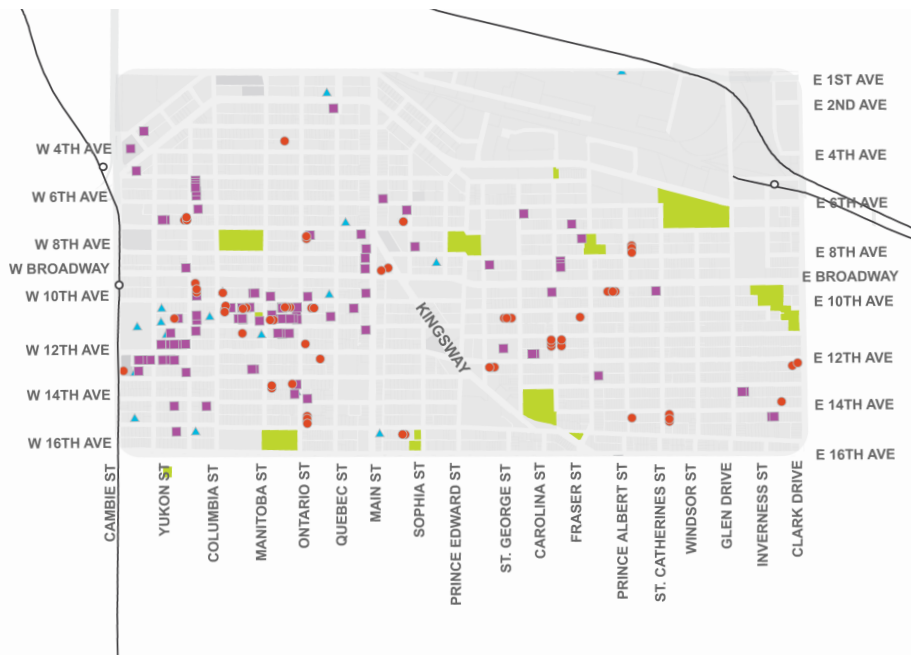 E 1ST AVE
E 2ND AVE
W 4TH AVE
E 4TH AVE
W 6TH AVE
E 6TH AVE
W 8TH AVE
E 8TH AVE
W BROADWAY
E BROADWAY
W 10TH AVE
E 10TH AVE
KINGSWAY
W 12TH AVE
E 12TH AVE
W 14TH AVE
E 14TH AVE
W 16TH AVE
E 16TH AVE
CAMBIE ST
YUKON ST
COLUMBIA ST
MANITOBA ST
ONTARIO ST
QUEBEC ST
MAIN ST
SOPHIA ST
PRINCE EDWARD ST
ST. GEORGE ST
CAROLINA ST
FRASER ST
PRINCE ALBERT ST
ST. CATHERINES ST
WINDSOR ST
GLEN DRIVE
INVERNESS ST
CLARK DRIVE